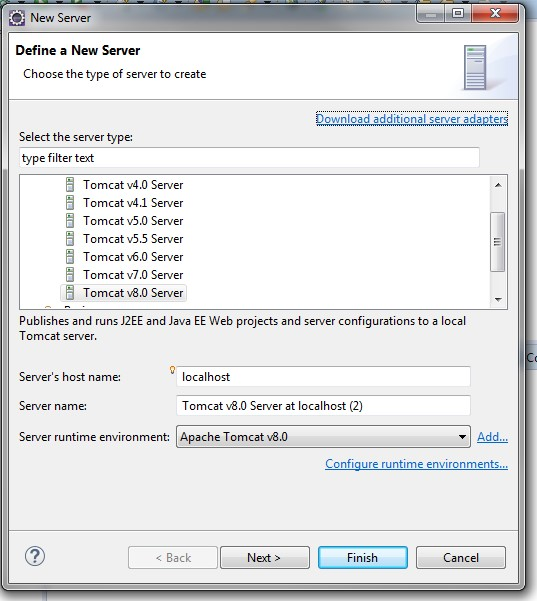 New Server
Define a New Server
Choose the type of server to create
Download additional server adapters
Select the server type:
type filter text
Tomcat v4.0 Server
Tomcat v4.1 Server
Tomcat v5.0 Server
Tomcat v5.5 Server
Tomcat v6.0 Server
Tomcat v7.0 Server
Tomcat v8.0 Server
Publishes and runs J2EE and Java EE Web projects and server configurations to a local
Tomcat server.
Server's host name: localhost
Server name: Tomcat v8.0 Server at localhost (2)
Server runtime environment: Apache Tomcat v8.0 Add...
Configure runtime environments...
? < Back Next > Finish Cancel